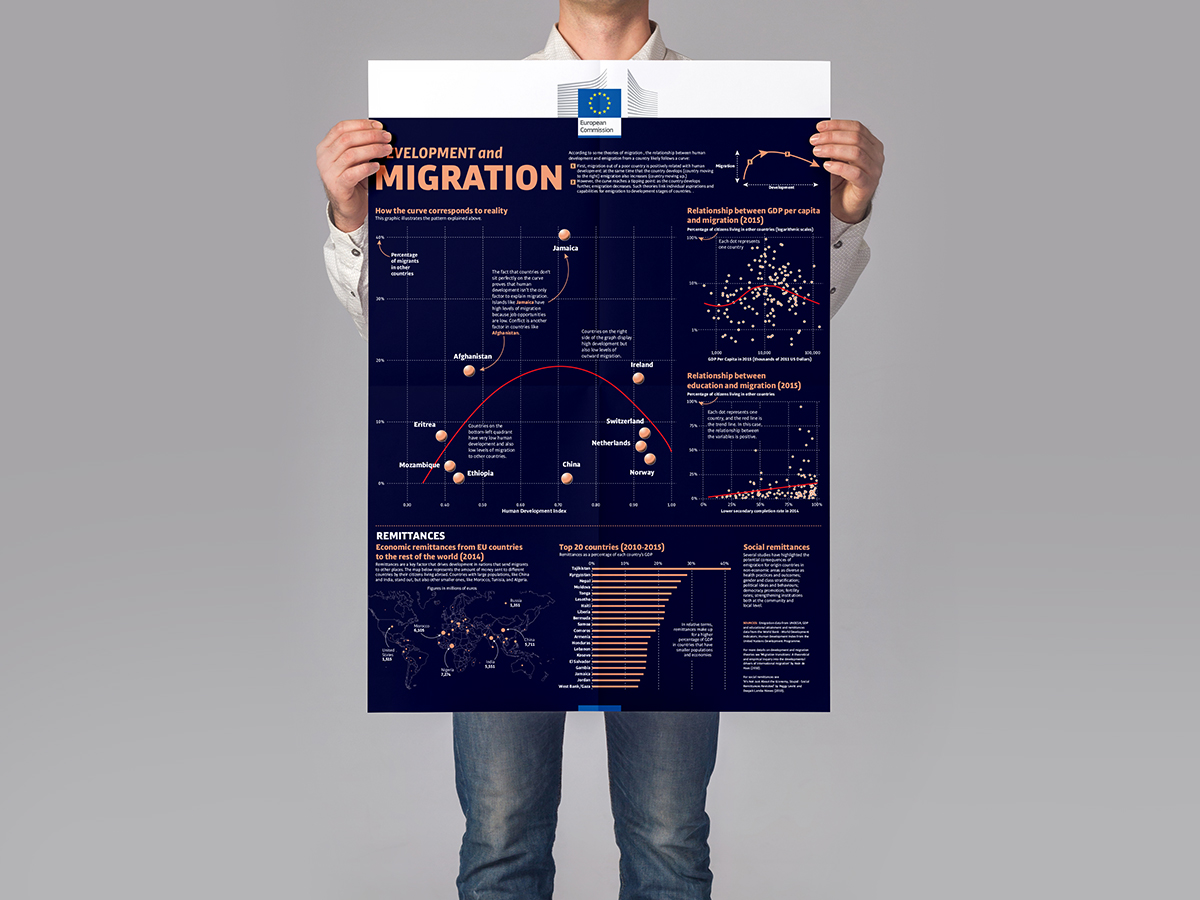 European
Commission
EVELOPMENT and
MIGRATION
According to some theories of migration, the relationship between human
development and emigration from a country likely follows a curve:
First, migration out of a poor country is positively related with human
development: at the same time that the country develops (country moving
to the right) emigration also increases (country moving up.)
However, the curve reaches a tipping point: as the country develops
further, emigration decreases. Such theories link individual aspirations and
capabilities for emigration to development stages of countries.
Migration
Development
How the curve corresponds to reality
This graphic illustrates the pattern explained above.
40%
Percentage
of migrants
in other
countries
30%
20%
10%
0%
Jamaica
The fact that countries don't
sit perfectly on the curve
proves that human
development isn't the only
factor to explain migration.
Islands like Jamaica have
high levels of migration
because job opportunities
are low. Conflict is another
factor in countries like
Afghanistan.
Afghanistan
Countries on the right
side of the graph display
high development but
also low levels of
outward migration.
Ireland
Eritrea
Countries on the
bottom-left quadrant
have very low human
development and also
low levels of migration
to other countries.
Switzerland
Netherlands
Norway
Mozambique
Ethiopia
China
0.40 0.50 0.60 0.70 0.80 0.90 1.00
Human Development Index
Relationship between GDP per capita
and migration (2015)
Percentage of citizens living in other countries (logarithmic scales)
100%
Each dot represents
one country
1%
1,000 10,000 100,000
GDP Per Capita in 2015 (thousands of 2011 US Dollars)
Relationship between
education and migration (2015)
Percentage of citizens living in other countries
100%
Each dot represents one
country, and the red line is
the trend line. In this case,
the relationship between
the variables is positive.
75%
50%
25%
0%
0% 25% 50% 75% 100%
Lower secondary completion rate in 2014
REMITTANCES
Economic remittances from EU countries
to the rest of the world (2014)
Remittances are a key factor that drives development in nations that send migrants
to other places. The map below represents the amount of money sent to different
countries by their citizens living abroad. Countries with large populations, like China
and India, stand out, but also other smaller ones, like Morocco, Tunisia, and Algeria.
Figures in millions of euros
Russia
Morocco
United
States
Nigeria
India
China
Top 20 countries (2010-2015)
Remittances as a percentage of each country's GDP
0% 10% 20% 30% 40%
Tajikistan
Kyrgyzstan
Nepal
Moldova
Tonga
Lesotho
Haiti
Liberia
Bermuda
Samoa
Comoros
Armenia
Honduras
Lebanon
Kosovo
El Salvador
Gambia
Jamaica
Jordan
West Bank/Gaza
In relative terms,
remittances make up
for a higher
percentage of GDP
in countries that have
smaller populations
and economies
Social remittances
Several studies have highlighted the
potential consequences of
emigration for origin countries in
non-economic areas as diverse as
health practices and outcomes;
gender and class stratification;
political ideas and behaviours;
democracy promotion, fertility
rules; strengthening institutions
both at the community and
local level.